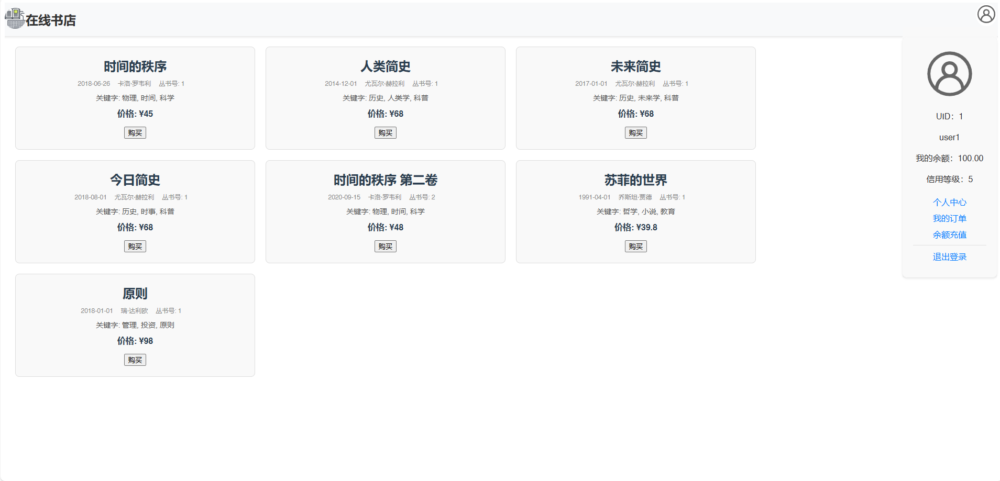 在线书店
时间的秩序
2018-06-26 卡洛·罗韦利 丛书号: 1
关键字: 物理, 时间, 科学
价格: ¥45
购买
人类简史
2014-12-01 尤瓦尔·赫拉利 丛书号: 1
关键字: 历史, 人类学, 科普
价格: ¥68
购买
未来简史
2017-01-01 尤瓦尔·赫拉利 丛书号: 1
关键字: 历史, 未来学, 科普
价格: ¥68
购买
今日简史
2018-08-01 尤瓦尔·赫拉利 丛书号: 1
关键字: 历史, 时事, 科普
价格: ¥68
购买
时间的秩序 第二卷
2020-09-15 卡洛·罗韦利 丛书号: 2
关键字: 物理, 时间, 科学
价格: ¥48
购买
苏菲的世界
1991-04-01 乔斯坦·贾德 丛书号: 1
关键字: 哲学, 小说, 教育
价格: ¥39.8
购买
原则
2018-01-01 瑞·达利欧 丛书号: 1
关键字: 管理, 投资, 原则
价格: ¥98
购买
UID：1
user1
我的余额：100.00
信用等级：5
个人中心
我的订单
余额充值
退出登录